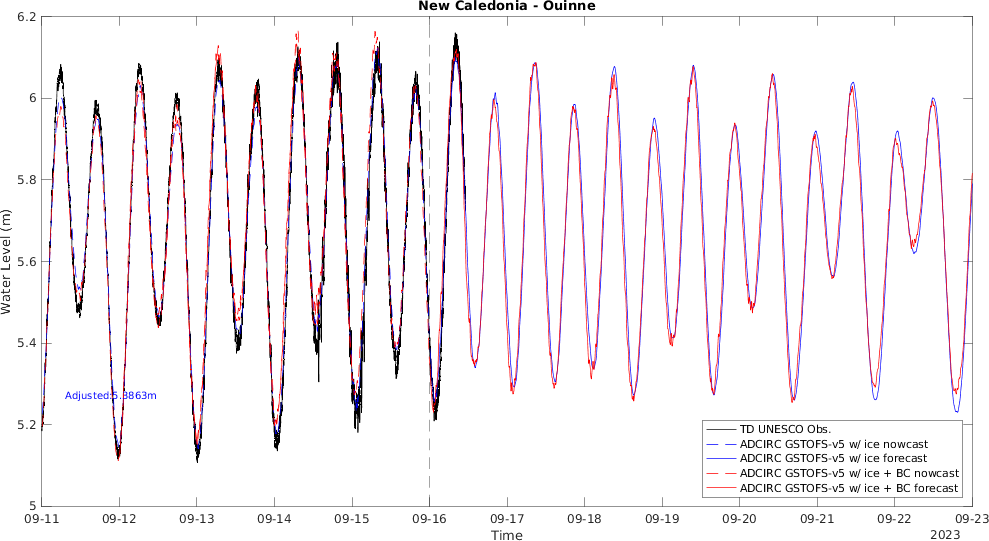 New Caledonia - Ouinne
6.2
6
5.8
5.6
5.4
5.2
5
Water Level (m)
Adjusted:5.3863m
TD UNESCO Obs.
ADCIRC GSTOFS-v5 w/ ice nowcast
ADCIRC GSTOFS-v5 w/ ice forecast
ADCIRC GSTOFS-v5 w/ ice + BC nowcast
ADCIRC GSTOFS-v5 w/ ice + BC forecast
09-11 09-12 09-13 09-14 09-15 09-16 09-17 09-18 09-19 09-20 09-21 09-22 09-23
Time
2023